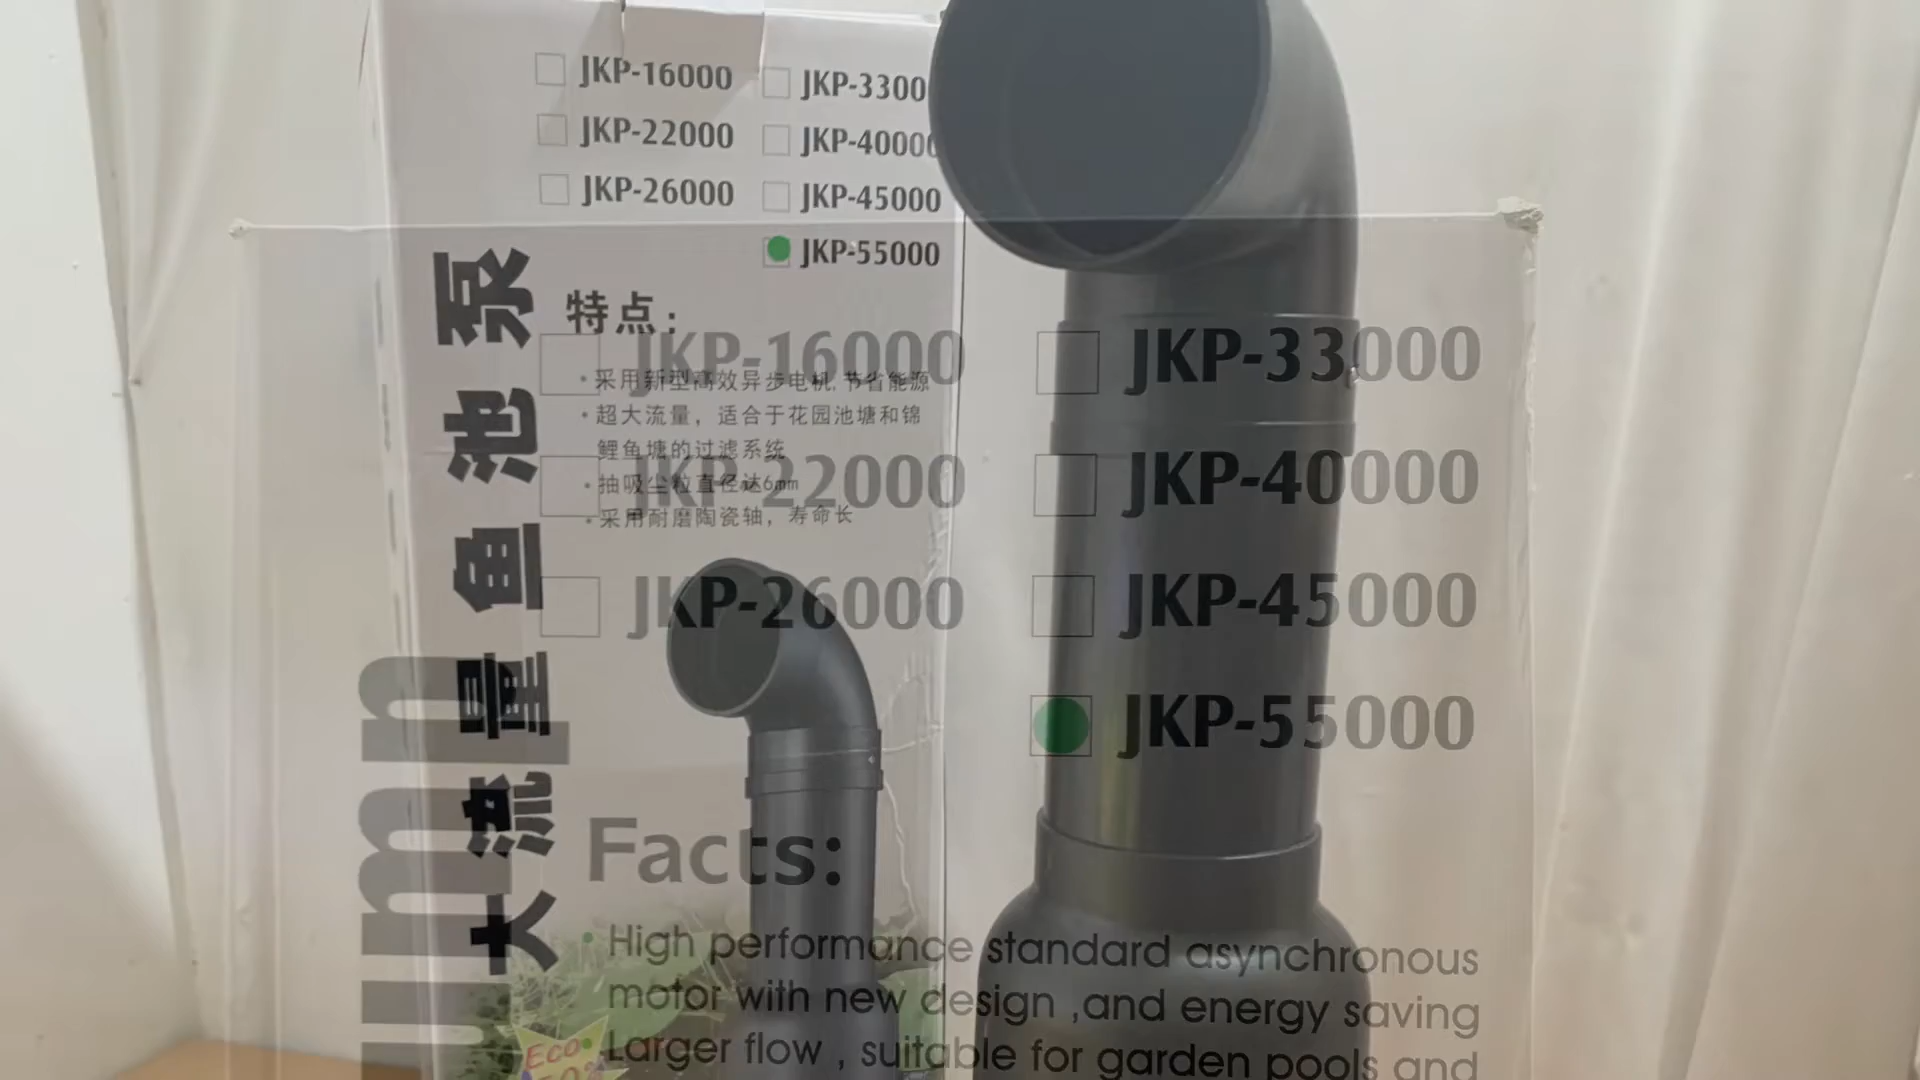 JKP-16000
JKP-3300
JKP-22000
JKP-40000
JKP-26000
JKP-45000
JKP-55000
大流量鱼池泵
特点:
• 采用新型高效异步电机, 节省能源
• 超大流量, 适合于花园池塘和锦
鲤鱼塘的过滤系统
• 抽吸尘粒直径达6mm
• 采用耐磨陶瓷轴, 寿命长
JKP-16000
JKP-33000
JKP-22000
JKP-40000
JKP-26000
JKP-45000
JKP-55000
Facts:
• High performance standard asynchronous
motor with new design ,and energy saving
• Larger flow , suitable for garden pools and
ump
Eco